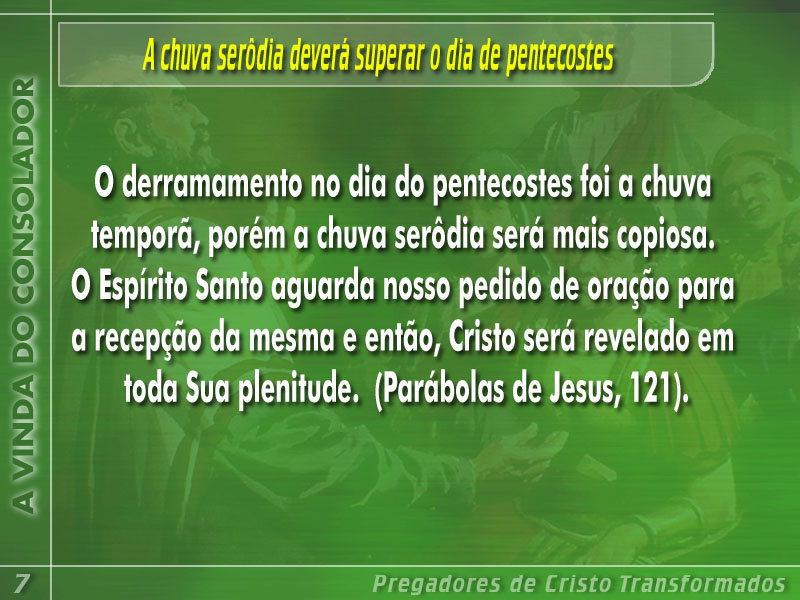 A chuva serôdia deverá superar o dia de pentecostes
A VINDA DO CONSOLADOR
O derramamento no dia do pentecostes foi a chuva
temporã, porém a chuva serôdia será mais copiosa.
O Espírito Santo aguarda nosso pedido de oração para
a recepção da mesma e então, Cristo será revelado em
toda Sua plenitude. (Parábolas de Jesus, 121).
7
Pregadores de Cristo Transformados